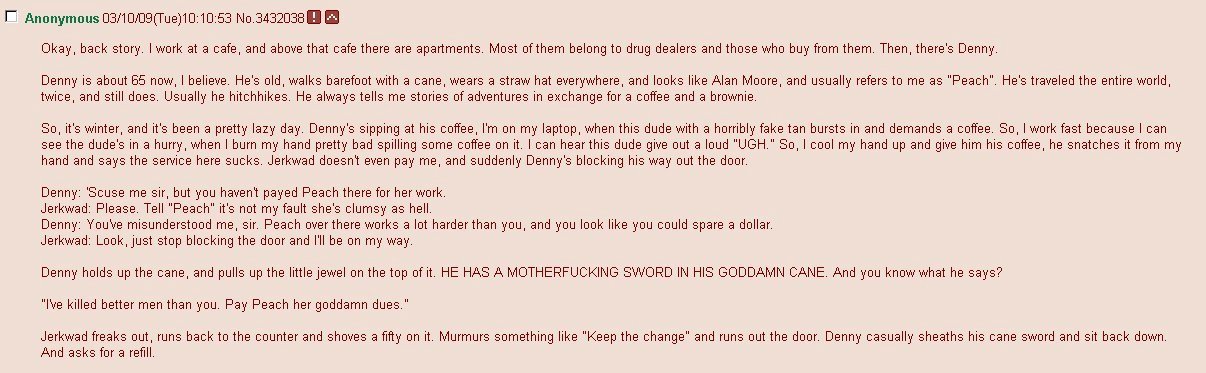 Anonymous 03/10/09(Tue)10:10:53 No.3432038
Okay, back story. I work at a cafe, and above that cafe there are apartments. Most of them belong to drug dealers and those who buy from them. Then, there's Denny.
Denny is about 65 now, I believe. He's old, walks barefoot with a cane, wears a straw hat everywhere, and looks like Alan Moore, and usually refers to me as "Peach". He's traveled the entire world,
twice, and still does. Usually he hitchhikes. He always tells me stories of adventures in exchange for a coffee and a brownie.
So, it's winter, and it's been a pretty lazy day. Denny's sipping at his coffee, I'm on my laptop, when this dude with a horribly fake tan bursts in and demands a coffee. So, I work fast because I can
see the dude's in a hurry, when I burn my hand pretty bad spilling some coffee on it. I can hear this dude give out a loud "UGH." So, I cool my hand up and give him his coffee, he snatches it from my
hand and says the service here sucks. Jerkwad doesn't even pay me, and suddenly Denny's blocking his way out the door.
Denny: 'Scuse me sir, but you haven't payed Peach there for her work.
Jerkwad: Please. Tell "Peach" it's not my fault she's clumsy as hell.
Denny: You've misunderstood me, sir. Peach over there works a lot harder than you, and you look like you could spare a dollar.
Jerkwad: Look, just stop blocking the door and I'll be on my way.
Denny holds up the cane, and pulls up the little jewel on the top of it. HE HAS A MOTHERFUCKING SWORD IN HIS GODDAMN CANE. And you know what he says?
"I've killed better men than you. Pay Peach her goddamn dues."
Jerkwad freaks out, runs back to the counter and shoves a fifty on it. Murmurs something like "Keep the change" and runs out the door. Denny casually sheaths his cane sword and sit back down.
And asks for a refill.